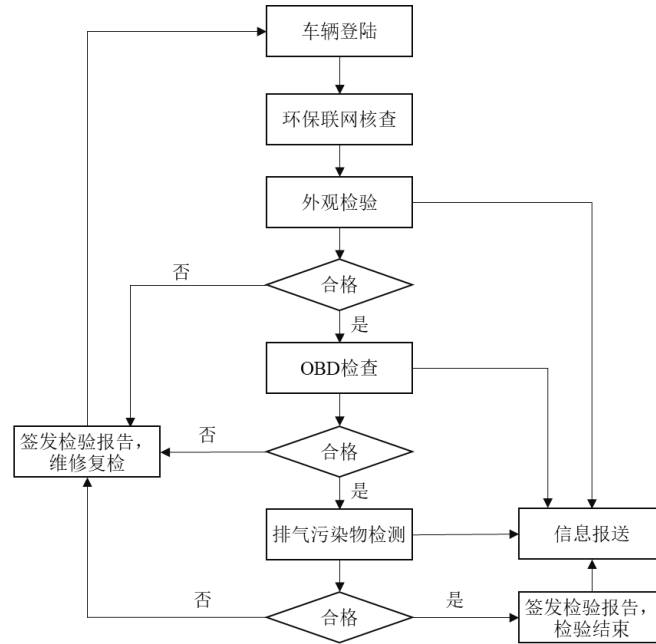 车辆登陆
环保联网核查
外观检验
否
合格
是
OBD检查
签发检验报告，
维修复检
否
合格
是
排气污染物检测
信息报送
否
合格
是
签发检验报告，
检验结束